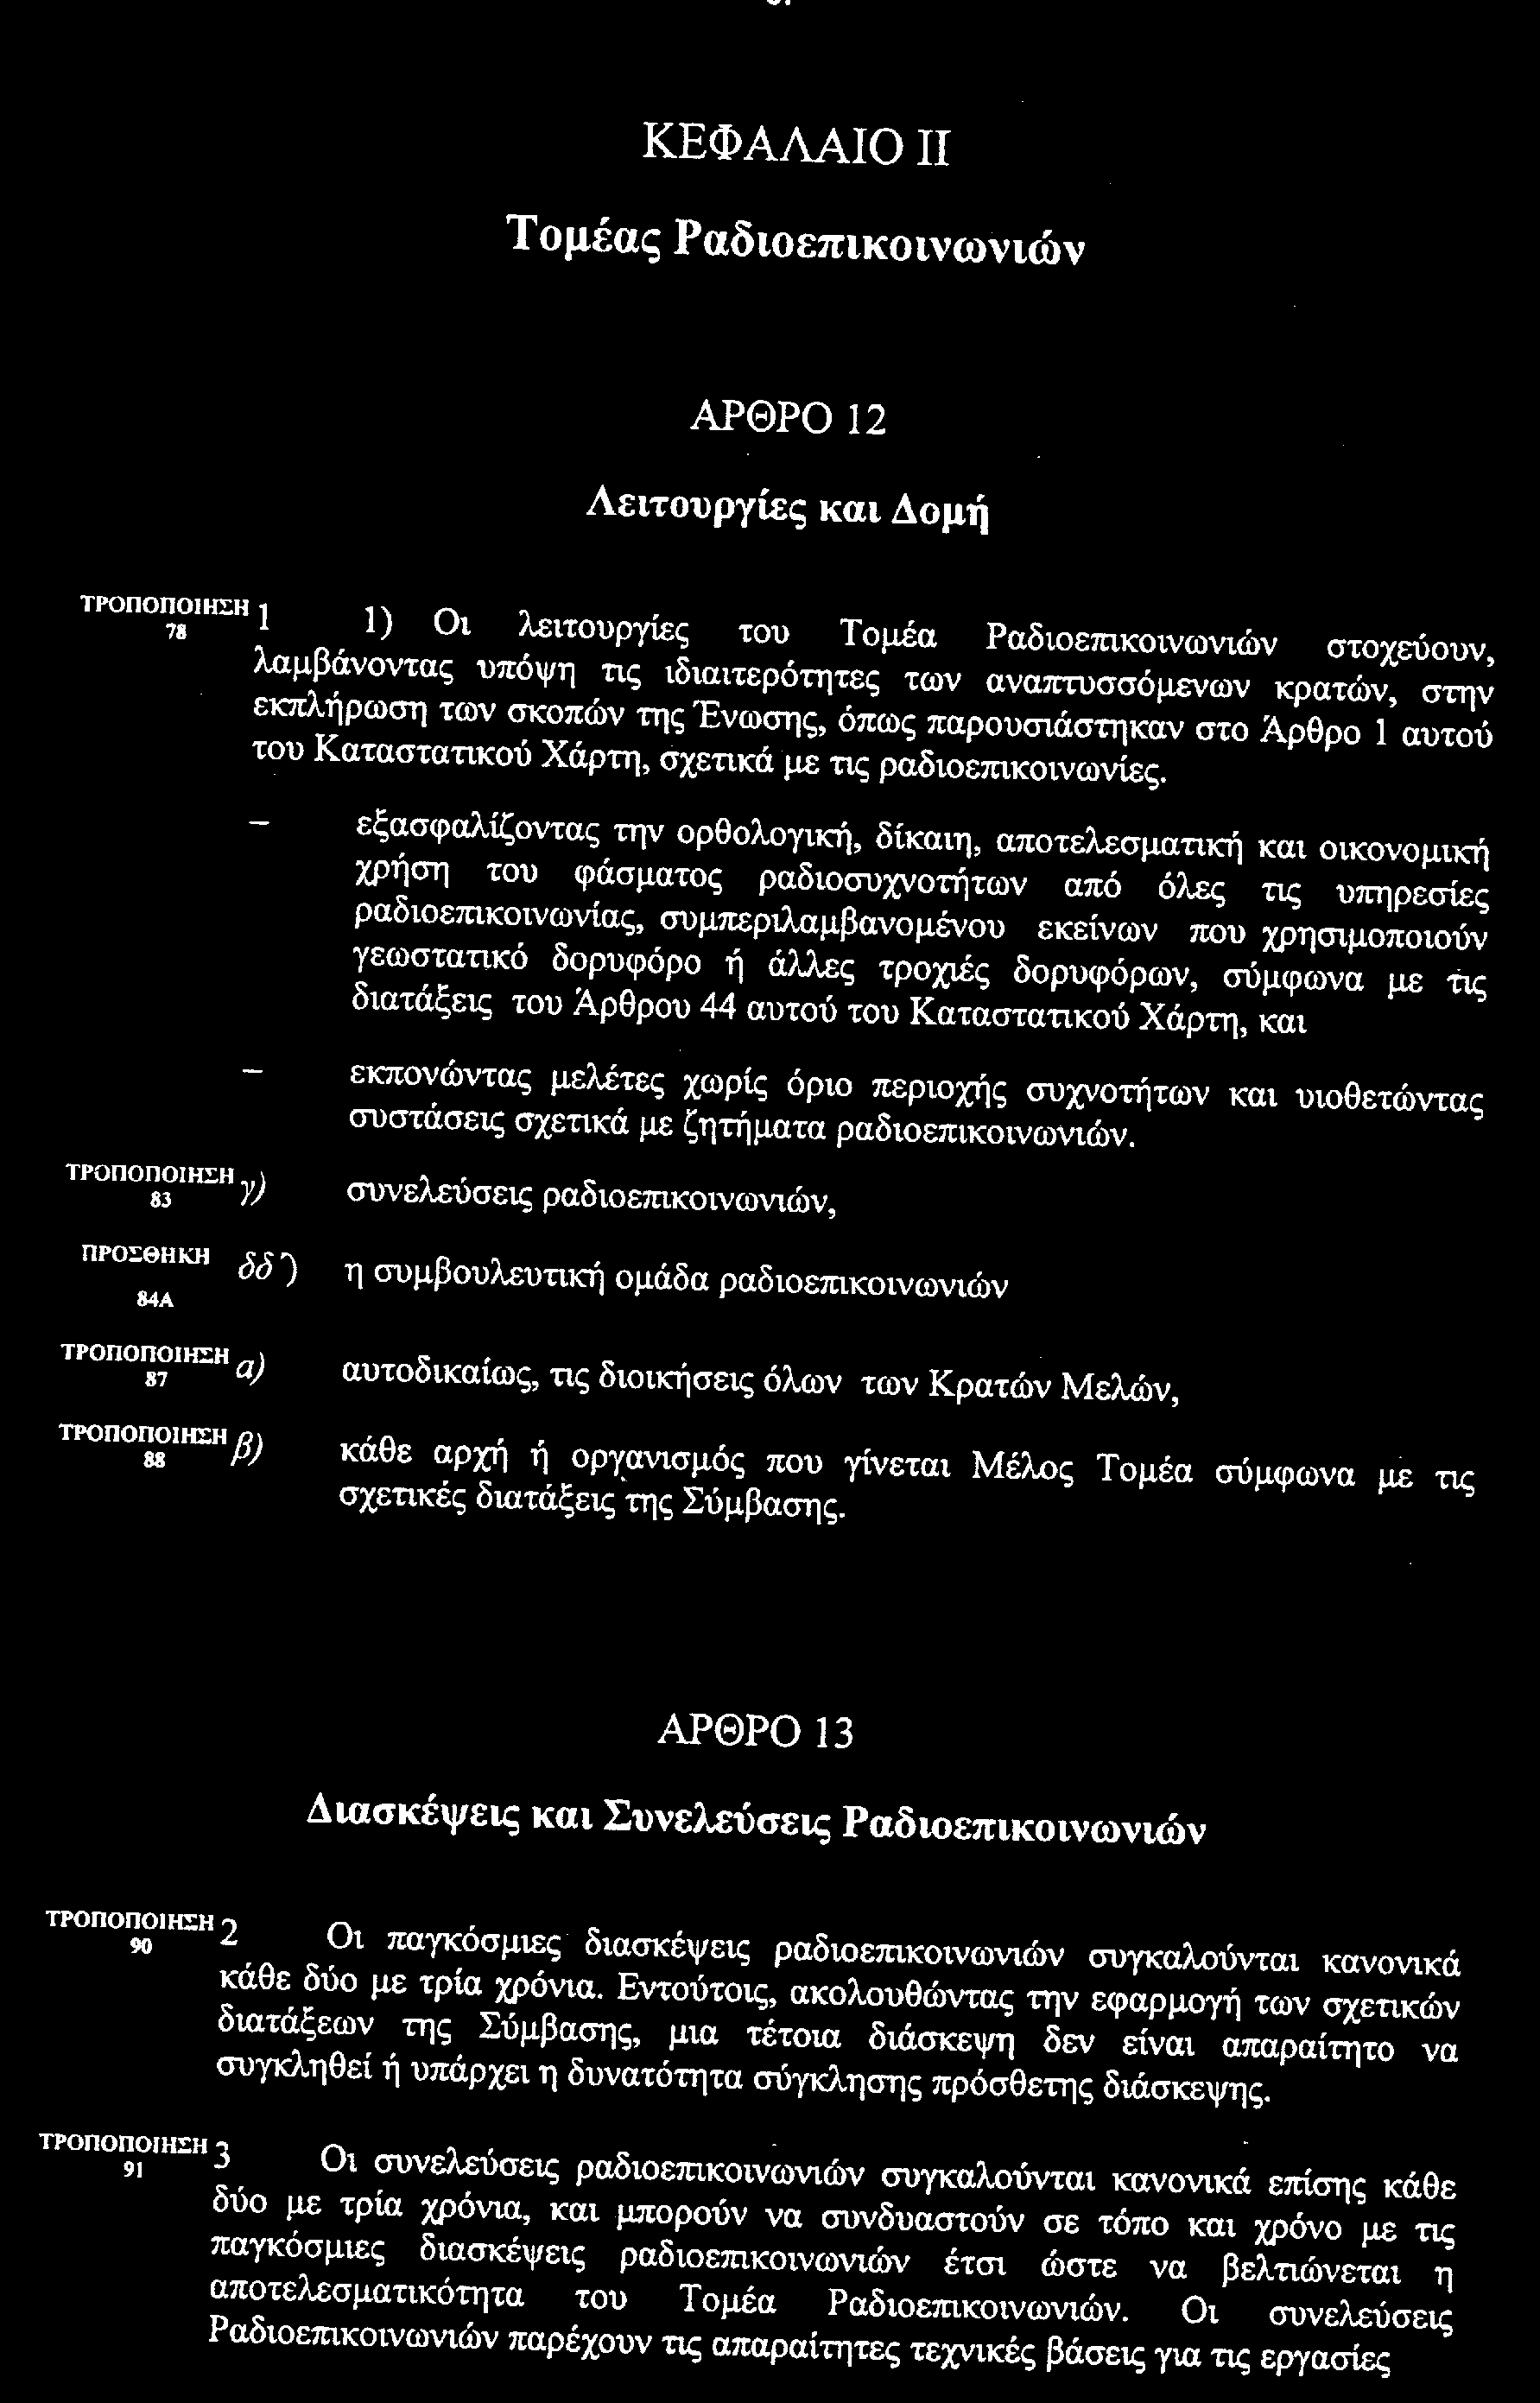 ΚΕΦΑΛΑΙΟ ΙΙ
Τομέας Ραδιοεπικοινωνιών
ΑΡΘΡΟ 12
Λειτουργίες και Δομή
ΤΡΟΠΟΠΟΙΗΣΗ 1 1) Οι λειτουργίες του Τομέα Ραδιοεπικοινωνιών στοχεύουν,
78
λαμβάνοντας υπόψη τις ιδιαιτερότητες των αναπτυσσόμενων κρατών, στην
εκπλήρωση των σκοπών της Ένωσης, όπως παρουσιάστηκαν στο Άρθρο 1 αυτού
του Καταστατικού Χάρτη, σχετικά με τις ραδιοεπικοινωνίες.
– εξασφαλίζοντας την ορθολογική, δίκαιη, αποτελεσματική και οικονομική
χρήση του φάσματος ραδιοσυχνοτήτων από όλες τις υπηρεσίες
ραδιοεπικοινωνίας, συμπεριλαμβανομένου εκείνων που χρησιμοποιούν
γεωστατικό δορυφόρο ή άλλες τροχιές δορυφόρων, σύμφωνα με τις
διατάξεις του Άρθρου 44 αυτού του Καταστατικού Χάρτη, και
– εκπονώντας μελέτες χωρίς όριο περιοχής συχνοτήτων και υιοθετώντας
συστάσεις σχετικά με ζητήματα ραδιοεπικοινωνιών.
ΤΡΟΠΟΠΟΙΗΣΗ γ) συνελεύσεις ραδιοεπικοινωνιών,
83
ΠΡΟΣΘΗΚΗ δδ') η συμβουλευτική ομάδα ραδιοεπικοινωνιών
84Α
ΤΡΟΠΟΠΟΙΗΣΗ α) αυτοδικαίως, τις διοικήσεις όλων των Κρατών Μελών,
87
ΤΡΟΠΟΠΟΙΗΣΗ β) κάθε αρχή ή οργανισμός που γίνεται Μέλος Τομέα σύμφωνα με τις
88
σχετικές διατάξεις της Σύμβασης.
ΑΡΘΡΟ 13
Διασκέψεις και Συνελεύσεις Ραδιοεπικοινωνιών
ΤΡΟΠΟΠΟΙΗΣΗ 2 Οι παγκόσμιες διασκέψεις ραδιοεπικοινωνιών συγκαλούνται κανονικά
90
κάθε δύο με τρία χρόνια. Εντούτοις, ακολουθώντας την εφαρμογή των σχετικών
διατάξεων της Σύμβασης, μια τέτοια διάσκεψη δεν είναι απαραίτητο να
συγκληθεί ή υπάρχει η δυνατότητα σύγκλησης πρόσθετης διάσκεψης.
ΤΡΟΠΟΠΟΙΗΣΗ 3 Οι συνελεύσεις ραδιοεπικοινωνιών συγκαλούνται κανονικά επίσης κάθε
91
δύο με τρία χρόνια, και μπορούν να συνδυαστούν σε τόπο και χρόνο με τις
παγκόσμιες διασκέψεις ραδιοεπικοινωνιών έτσι ώστε να βελτιώνεται η
αποτελεσματικότητα του Τομέα Ραδιοεπικοινωνιών. Οι συνελεύσεις
Ραδιοεπικοινωνιών παρέχουν τις απαραίτητες τεχνικές βάσεις για τις εργασίες